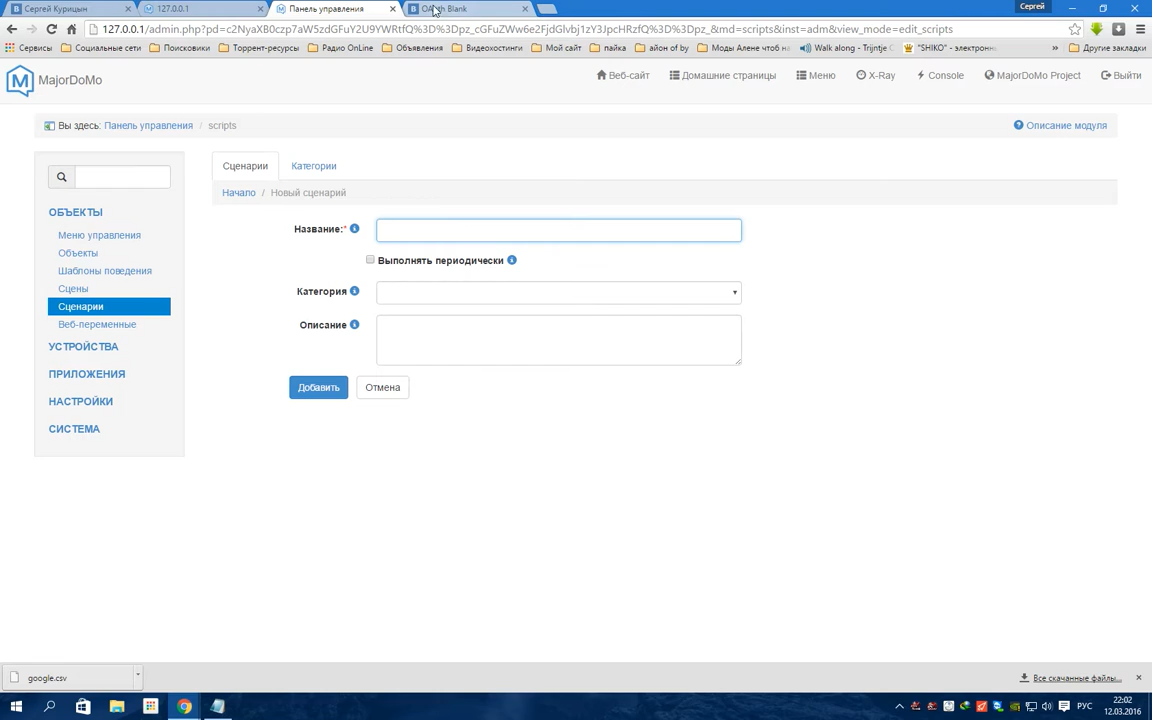 Сергей Курицын
127.0.0.1
Панель управления
OAuth Blank
Сергей
127.0.0.1/admin.php?pd=c2NyaXB0czp7aW5zdGFuY2U9YWRtfQ%3D%3Dpz_cGFuZWw6e2FjdGlvbj1zY3JpcHRzfQ%3D%3Dpz_&md=scripts&inst=adm&view_mode=edit_scripts
Сервисы
Социальные сети
Поисковики
Торрент-ресурсы
Радио OnLine
Объявления
Видеохостинги
Мой сайт
пайка
айон of by
Моды Алене чтоб на
Walk along - Trijntje O
"SHIKO" - электронн
»
Другие закладки
MajorDoMo
Веб-сайт
Домашние страницы
Меню
X-Ray
Console
MajorDoMo Project
Выйти
Вы здесь: Панель управления / scripts
Описание модуля
ОБЪЕКТЫ
Меню управления
Объекты
Шаблоны поведения
Сцены
Сценарии
Веб-переменные
УСТРОЙСТВА
ПРИЛОЖЕНИЯ
НАСТРОЙКИ
СИСТЕМА
Сценарии
Категории
Начало / Новый сценарий
Название:*
Выполнять периодически
Категория
Описание
Добавить
Отмена
google.csv
Все скачанные файлы...
РУС
22:02
12.03.2016